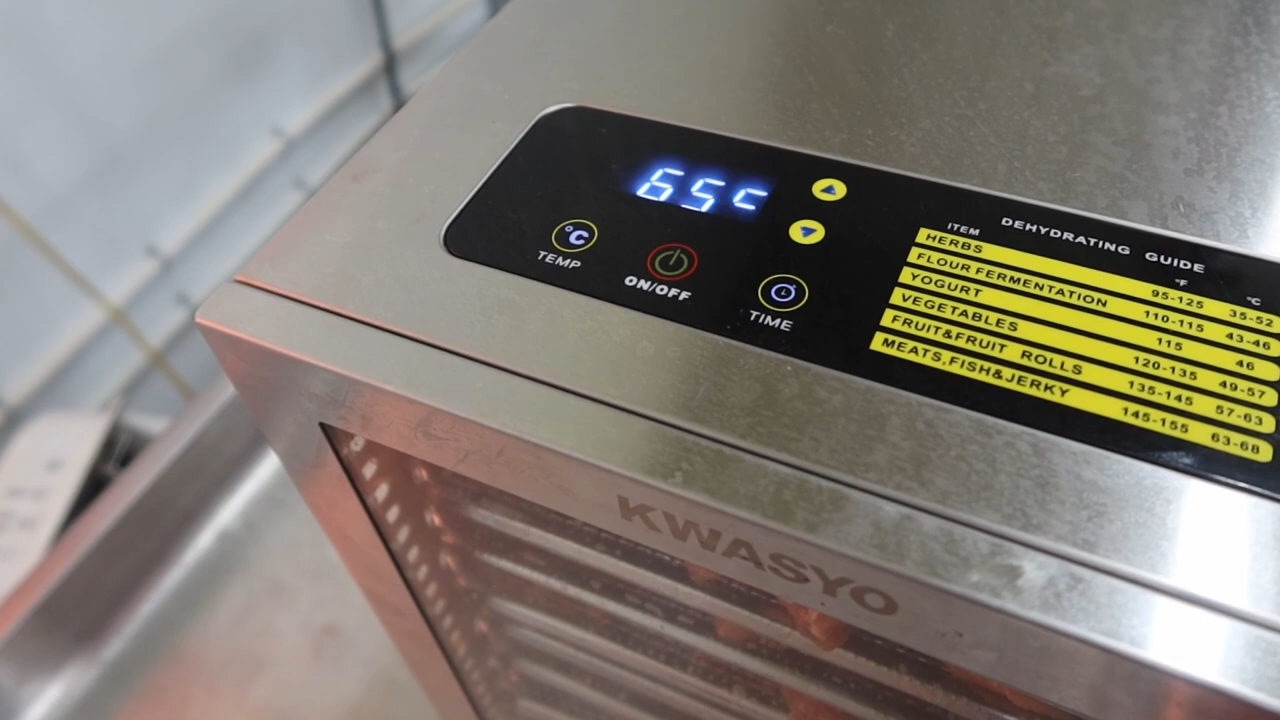 65c
°C
TEMP
ON/OFF
TIME
DEHYDRATING GUIDE
ITEM °F °C
HERBS 95-125 35-52
FLOUR FERMENTATION 110-115 43-46
YOGURT 115 46
VEGETABLES 120-135 49-57
FRUIT&FRUIT ROLLS 135-145 57-63
MEATS,FISH&JERKY 145-155 63-68
KWASYO